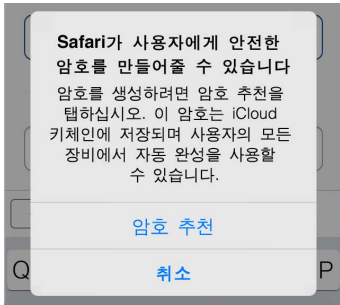 Safari가 사용자에게 안전한
암호를 만들어줄 수 있습니다
암호를 생성하려면 암호 추천을
탭하십시오. 이 암호는 iCloud
키체인에 저장되며 사용자의 모든
장비에서 자동 완성을 사용할
수 있습니다.
암호 추천
Q
취소
P